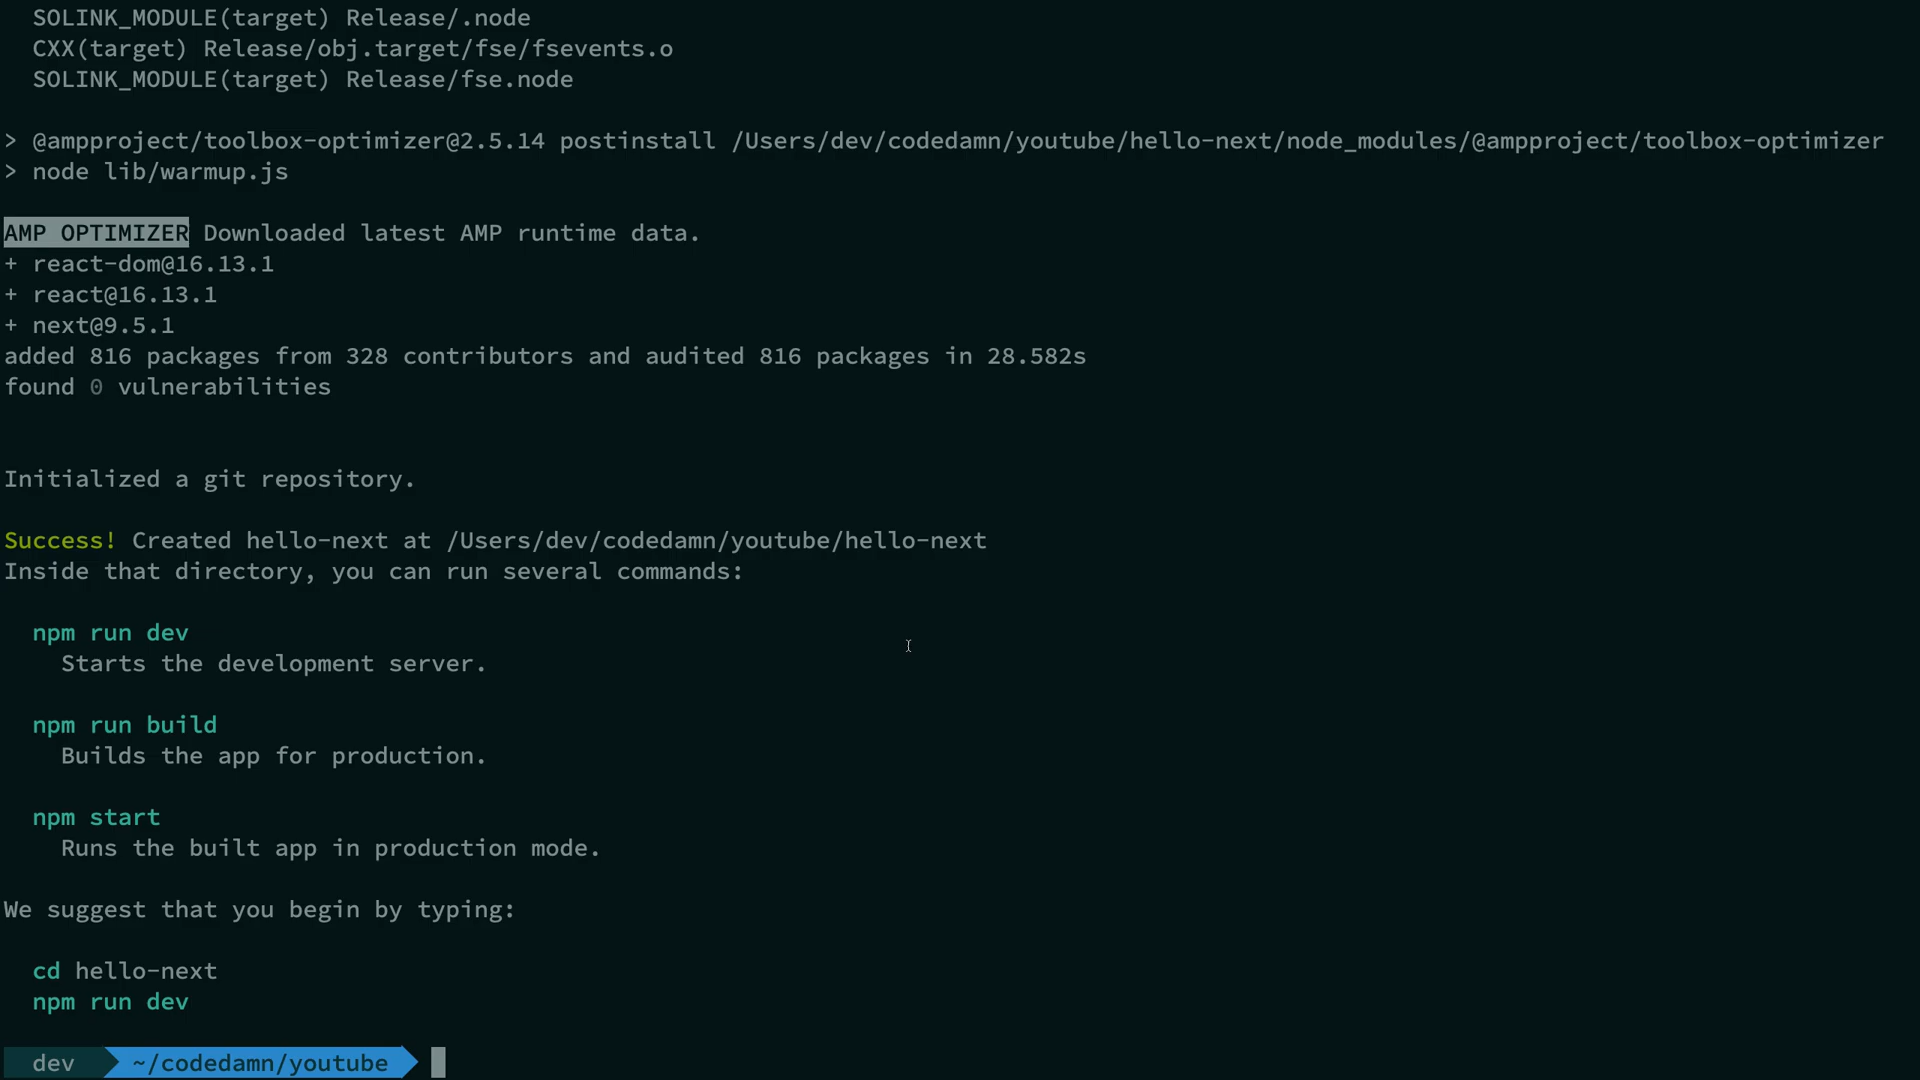 SOLINK_MODULE(target) Release/.node
CXX(target) Release/obj.target/fse/fsevents.o
SOLINK_MODULE(target) Release/fse.node
> @ampproject/toolbox-optimizer@2.5.14 postinstall /Users/dev/codedamn/youtube/hello-next/node_modules/@ampproject/toolbox-optimizer
> node lib/warmup.js
AMP OPTIMIZER Downloaded latest AMP runtime data.
+ react-dom@16.13.1
+ react@16.13.1
+ next@9.5.1
added 816 packages from 328 contributors and audited 816 packages in 28.582s
found 0 vulnerabilities
Initialized a git repository.
Success! Created hello-next at /Users/dev/codedamn/youtube/hello-next
Inside that directory, you can run several commands:
npm run dev
Starts the development server.
npm run build
Builds the app for production.
npm start
Runs the built app in production mode.
We suggest that you begin by typing:
cd hello-next
npm run dev
dev ~/codedamn/youtube